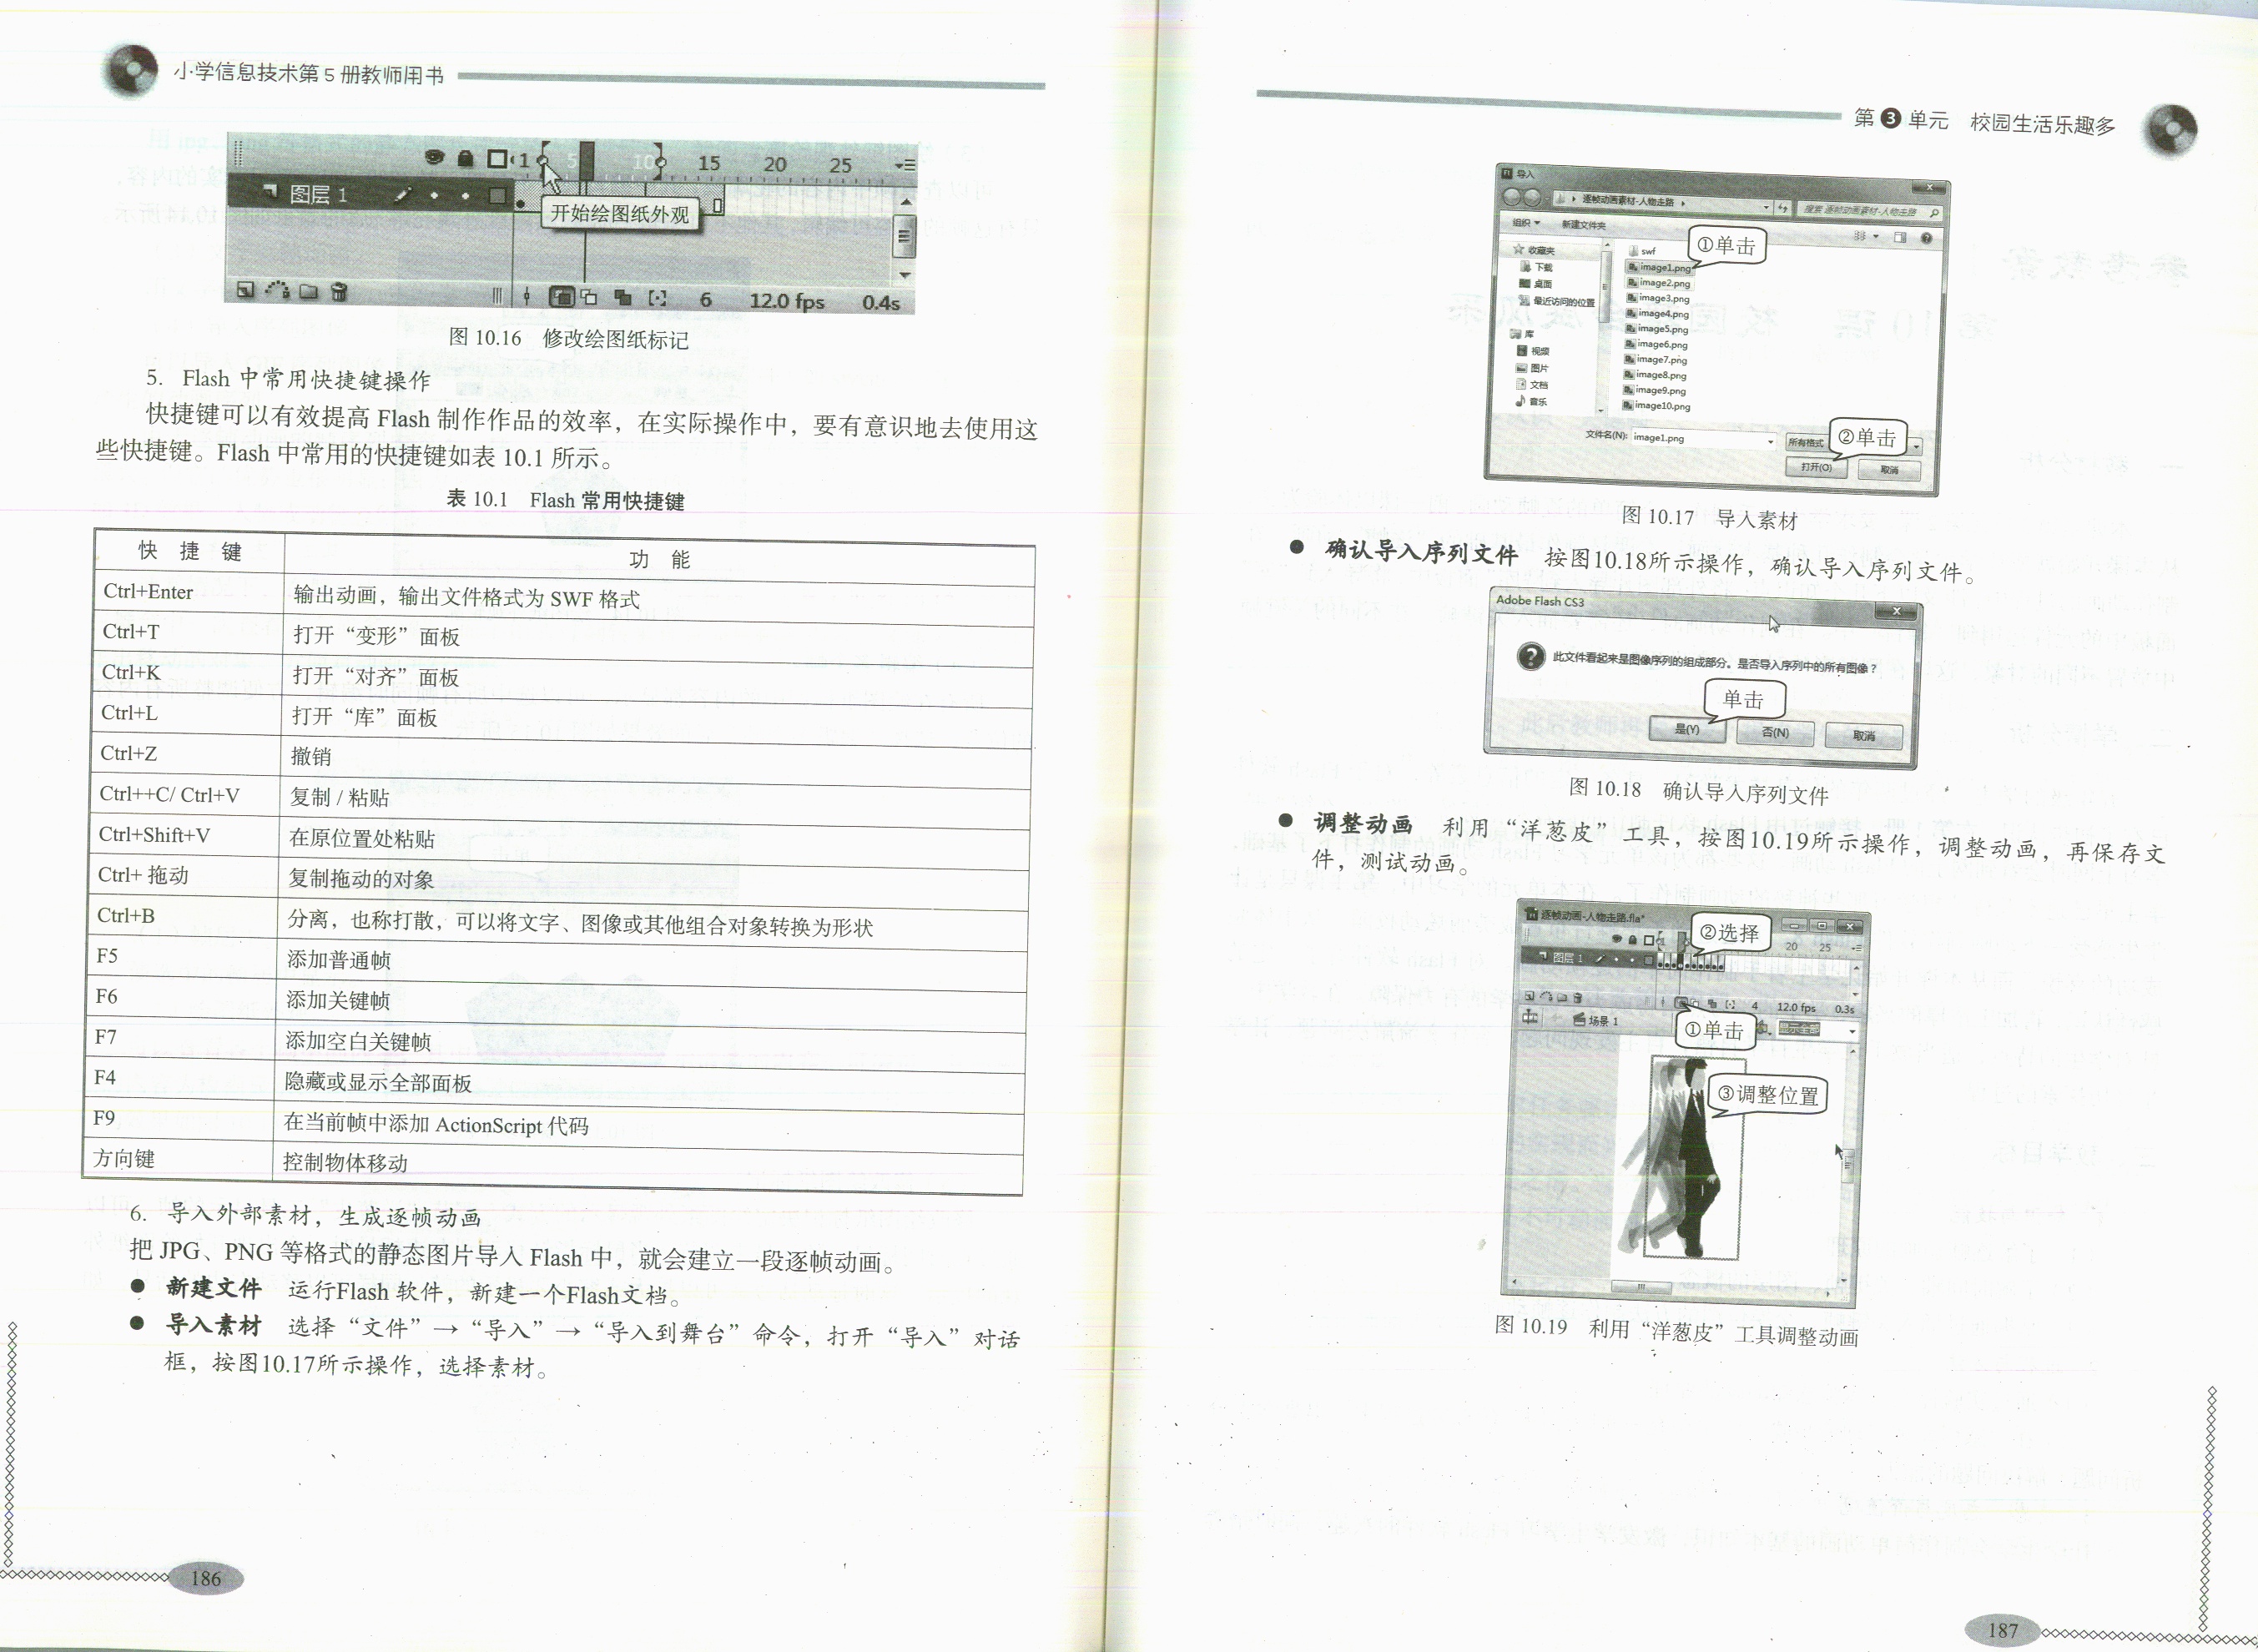 小学信息技术第5册教师用书
1 5 10 15 20 25
图层 1
开始绘图纸外观
6 12.0 fps 0.4s
图 10.16 修改绘图纸标记
5. Flash 中常用快捷键操作
快捷键可以有效提高 Flash 制作作品的效率，在实际操作中，要有意识地去使用这
些快捷键。Flash 中常用的快捷键如表 10.1 所示。
表 10.1 Flash 常用快捷键
快 捷 键 功 能
Ctrl+Enter 输出动画，输出文件格式为 SWF 格式
Ctrl+T 打开“变形”面板
Ctrl+K 打开“对齐”面板
Ctrl+L 打开“库”面板
Ctrl+Z 撤销
Ctrl++C/ Ctrl+V 复制 / 粘贴
Ctrl+Shift+V 在原位置处粘贴
Ctrl+ 拖动 复制拖动的对象
Ctrl+B 分离，也称打散，可以将文字、图像或其他组合对象转换为形状
F5 添加普通帧
F6 添加关键帧
F7 添加空白关键帧
F4 隐藏或显示全部面板
F9 在当前帧中添加 ActionScript 代码
方向键 控制物体移动
6. 导入外部素材，生成逐帧动画
把 JPG、PNG 等格式的静态图片导入 Flash 中，就会建立一段逐帧动画。
● 新建文件 运行Flash 软件，新建一个Flash文档。
● 导入素材 选择“文件”→“导入”→“导入到舞台”命令，打开“导入”对话
框，按图10.17所示操作，选择素材。
186
第 3 单元 校园生活乐趣多
导入
逐帧动画素材-人物走路 搜索 逐帧动画素材-人物走路
组织 新建文件夹
①单击
收藏夹
下载
桌面
最近访问的位置
库
视频
图片
文档
音乐
swf
image1.png
image2.png
image3.png
image4.png
image5.png
image6.png
image7.png
image8.png
image9.png
image10.png
文件名(N): image1.png 所有格式
②单击
打开(O) 取消
图 10.17 导入素材
● 确认导入序列文件 按图10.18所示操作，确认导入序列文件。
Adobe Flash CS3
此文件看起来是图像序列的组成部分。是否导入序列中的所有图像？
单击
是(Y) 否(N) 取消
图 10.18 确认导入序列文件
● 调整动画 利用“洋葱皮”工具，按图10.19所示操作，调整动画，再保存文
件，测试动画。
逐帧动画-人物走路.fla*
②选择
20 25
图层 1
4 12.0 fps 0.3s
场景 1
①单击
显示全部
③调整位置
图 10.19 利用“洋葱皮”工具调整动画
187